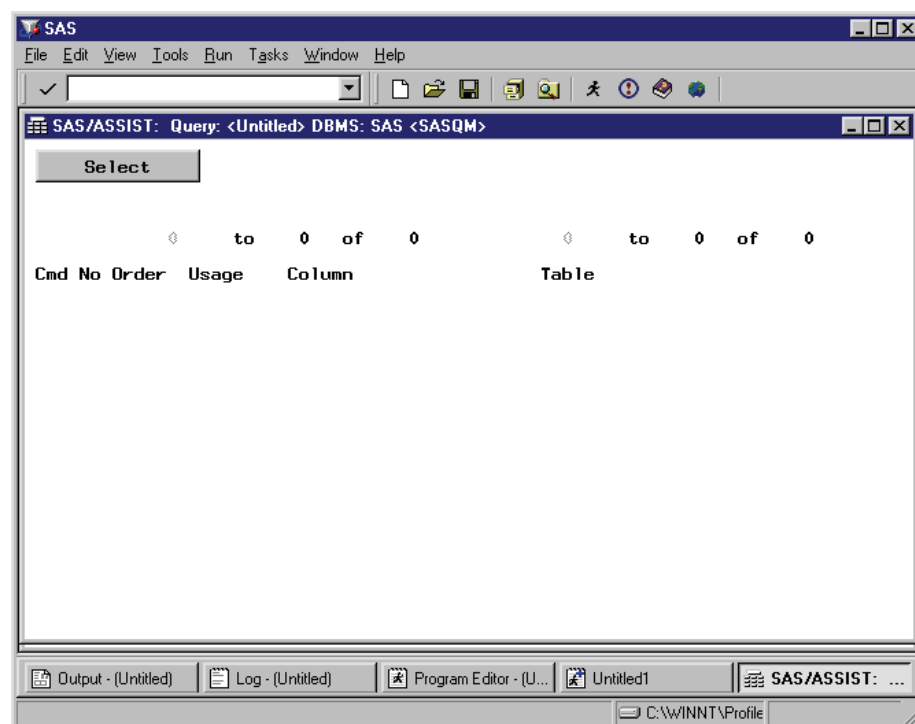 SAS
File Edit View Tools Run Tasks Window Help
SAS/ASSIST: Query: <Untitled> DBMS: SAS <SASQM>
Select
0 to 0 of 0 0 to 0 of 0
Cmd No Order Usage Column Table
Output - (Untitled) Log - (Untitled) Program Editor - (U... Untitled1 SAS/ASSIST: ...
C:\WINNT\Profile